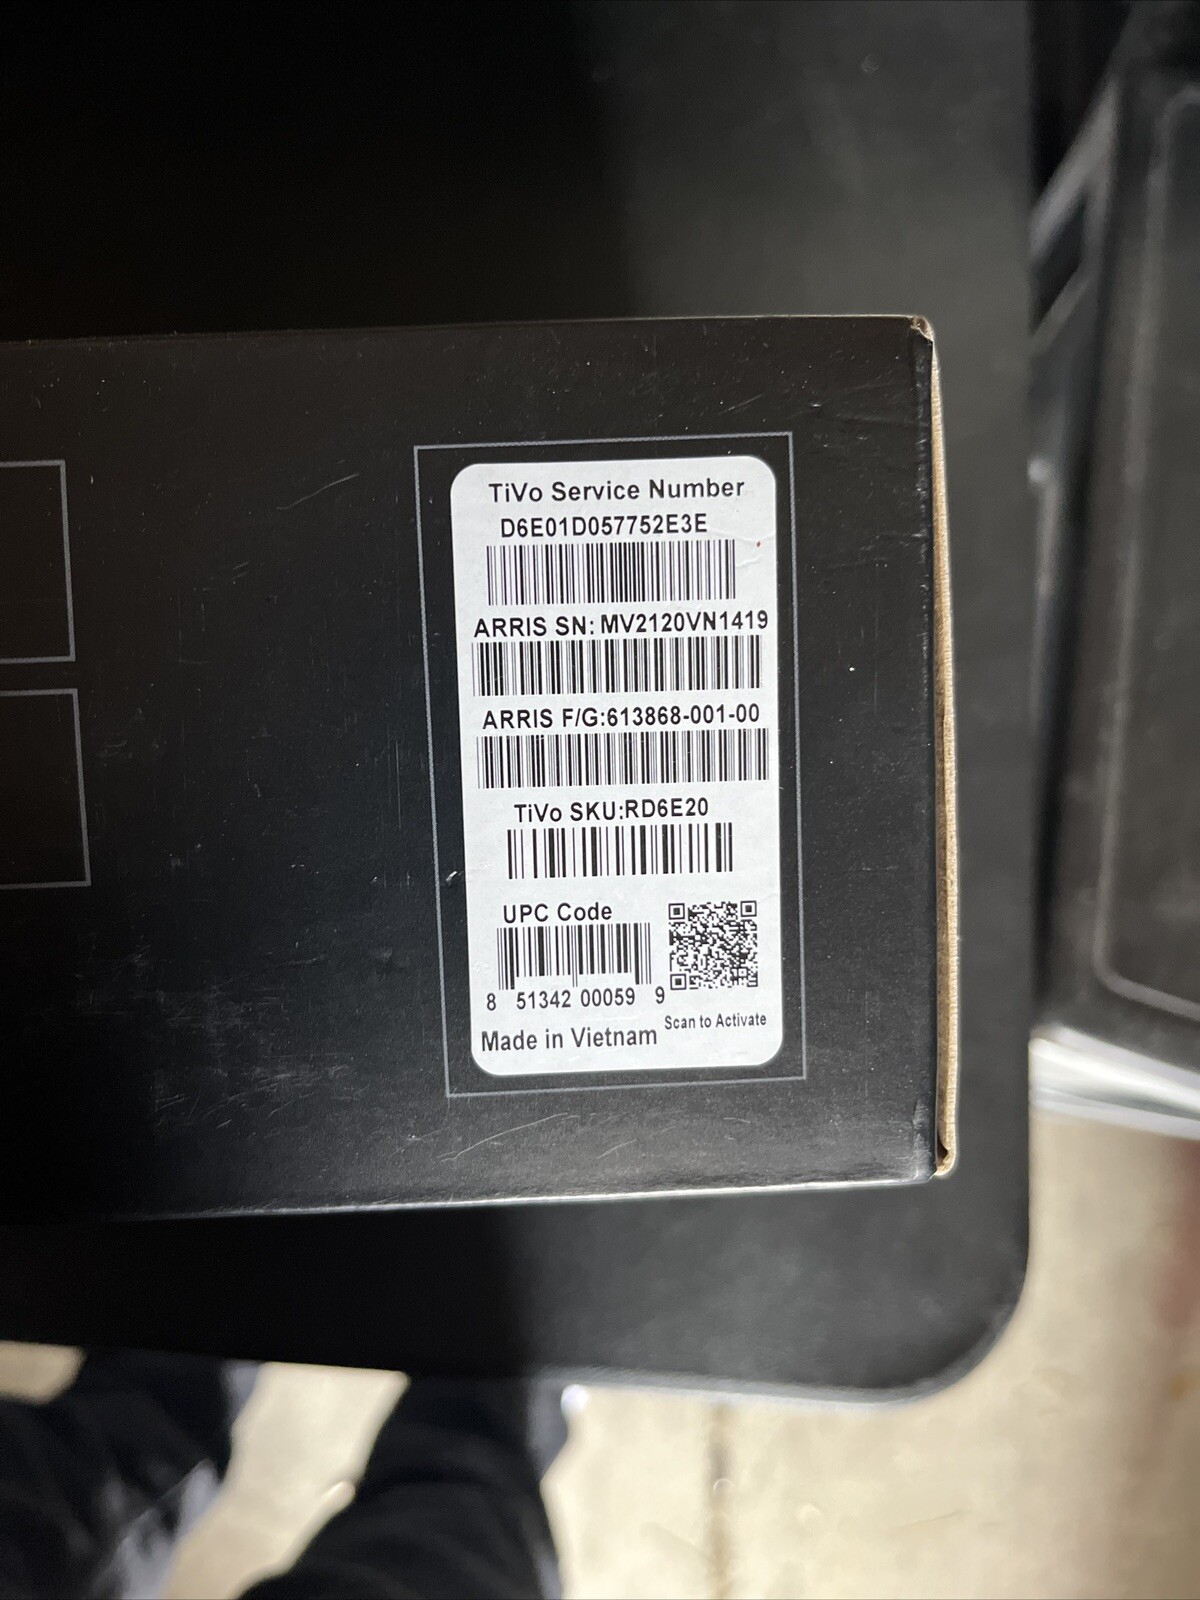 TiVo Service Number
D6E01D057752E3E
ARRIS SN: MV2120VN1419
ARRIS F/G:613868-001-00
TiVo SKU:RD6E20
UPC Code
8 51342 00059 9
Scan to Activate
Made in Vietnam